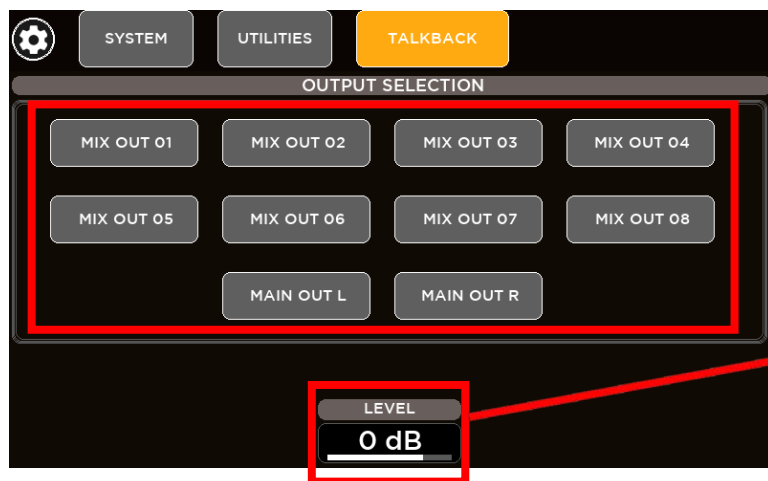 SYSTEM UTILITIES TALKBACK
OUTPUT SELECTION
MIX OUT 01 MIX OUT 02 MIX OUT 03 MIX OUT 04
MIX OUT 05 MIX OUT 06 MIX OUT 07 MIX OUT 08
MAIN OUT L MAIN OUT R
LEVEL
0 dB